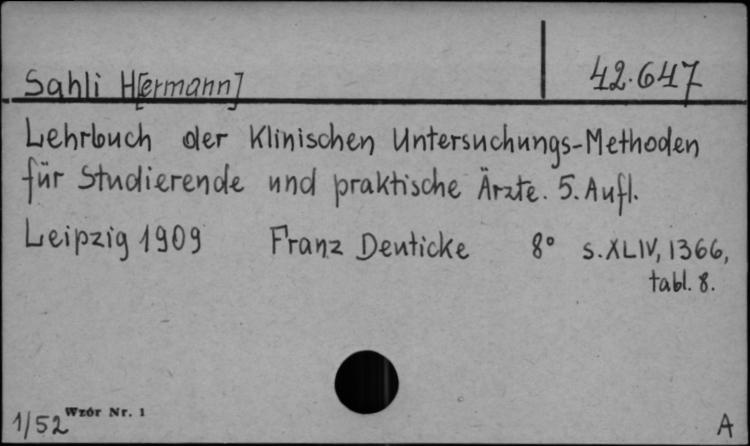 Sahli H[ermann]
42.647
Lehrbuch der Klinischen Untersuchungs-Methoden
für Studierende und praktische Ärzte. 5. Aufl.
Leipzig 1909 Franz Deuticke 8° s. XLIV, 1366,
tabl. 8.
Wzór Nr. 1
1/52
A